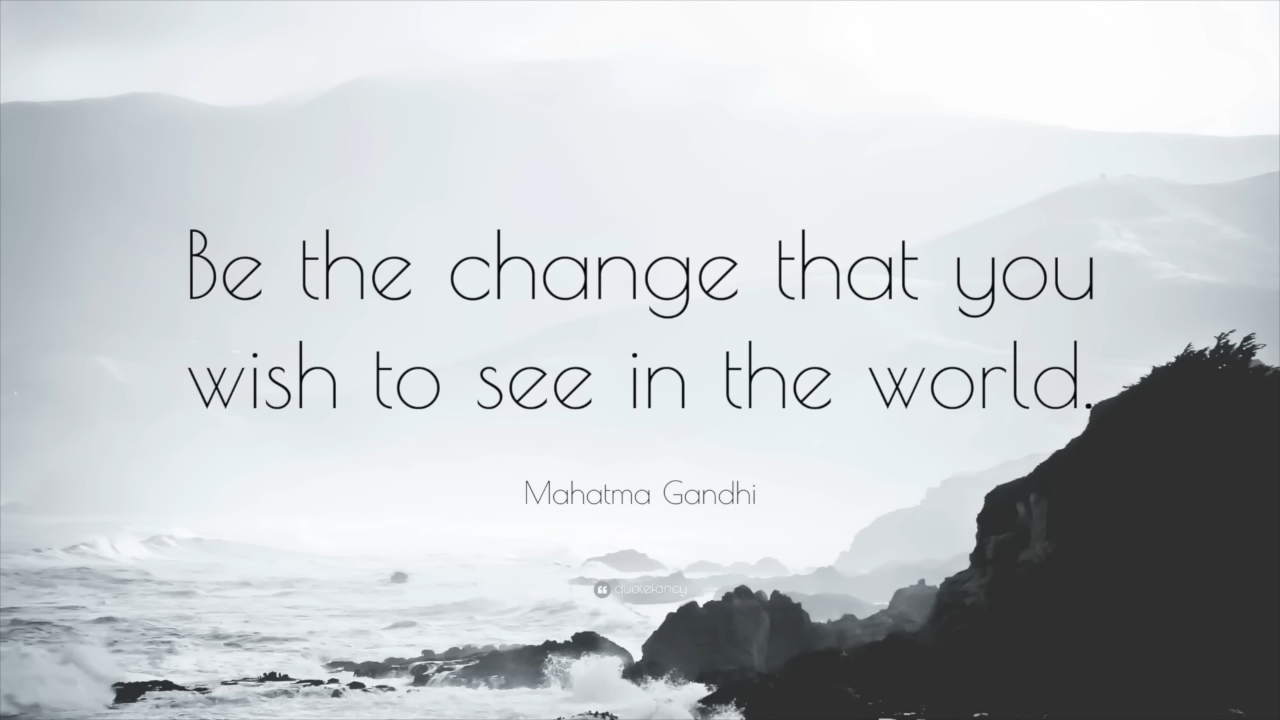 Be the change that you
wish to see in the world.
Mahatma Gandhi
quotefancy